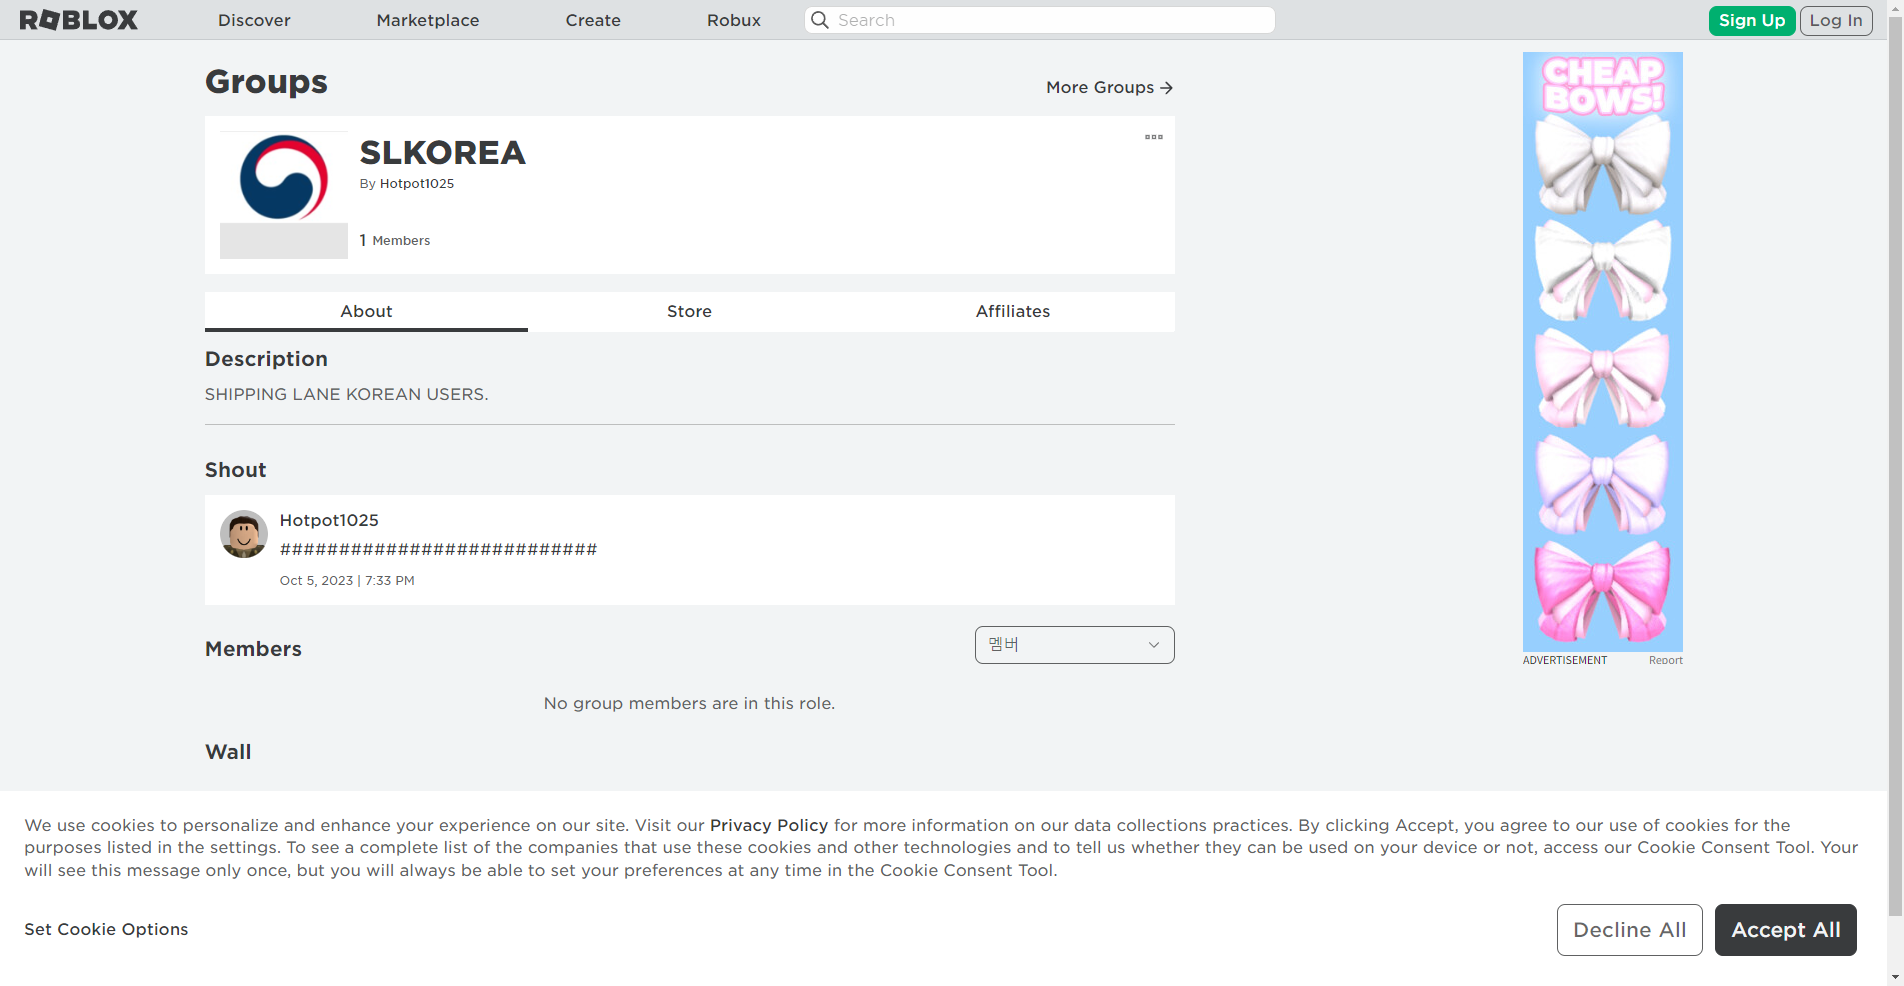 ROBLOX
Discover
Marketplace
Create
Robux
Search
Sign Up
Log In
Groups
More Groups →
SLKOREA
By Hotpot1025
1 Members
About
Store
Affiliates
Description
SHIPPING LANE KOREAN USERS.
Shout
Hotpot1025
###########################
Oct 5, 2023 | 7:33 PM
Members
멤버
No group members are in this role.
Wall
CHEAP
BOWS!
ADVERTISEMENT
Report
We use cookies to personalize and enhance your experience on our site. Visit our Privacy Policy for more information on our data collections practices. By clicking Accept, you agree to our use of cookies for the
purposes listed in the settings. To see a complete list of the companies that use these cookies and other technologies and to tell us whether they can be used on your device or not, access our Cookie Consent Tool. Your
will see this message only once, but you will always be able to set your preferences at any time in the Cookie Consent Tool.
Set Cookie Options
Decline All
Accept All